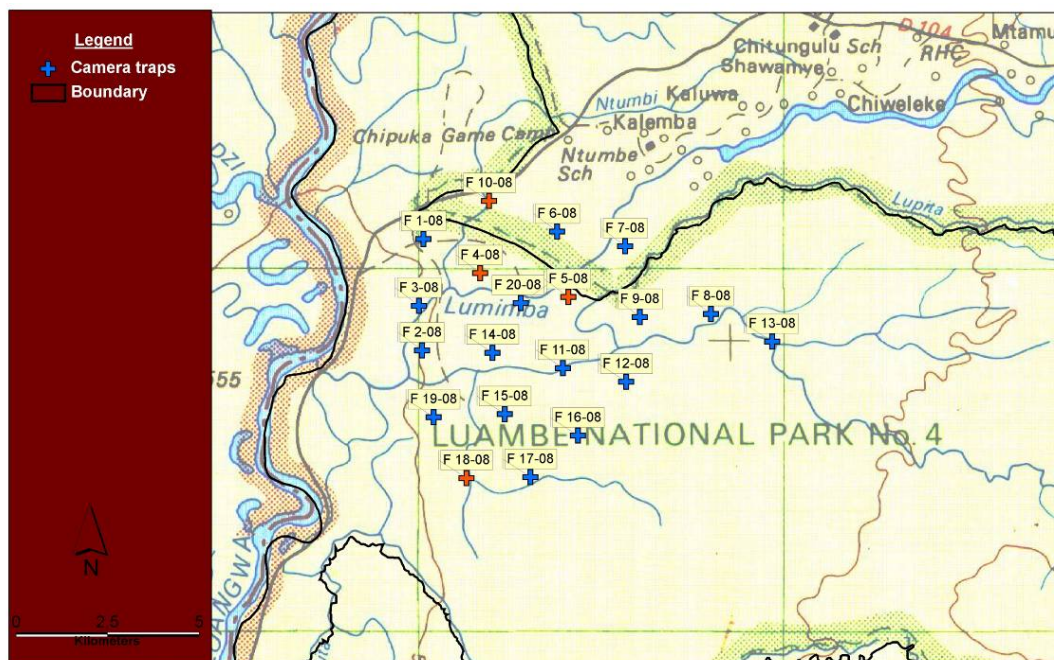 Legend
Camera traps
Boundary
N
0 2.5 5
Kilometers
D 104
Mtamu
Chitungulu Sch
RHC
Shawanye
Ntumbi
Kaluwa
Chiweleke
Chipuka Game Camp
Kalemba
Ntumbe
Sch
DZI
F 10-08
Lupita
F 1-08
F 6-08
F 7-08
F 4-08
F 3-08
F 20-08
F 5-08
Lumimba
F 9-08
F 8-08
F 2-08
F 14-08
F 13-08
F 11-08
F 12-08
555
F 19-08
F 15-08
F 16-08
LUAMBE NATIONAL PARK No. 4
F 18-08
F 17-08
UANGWA